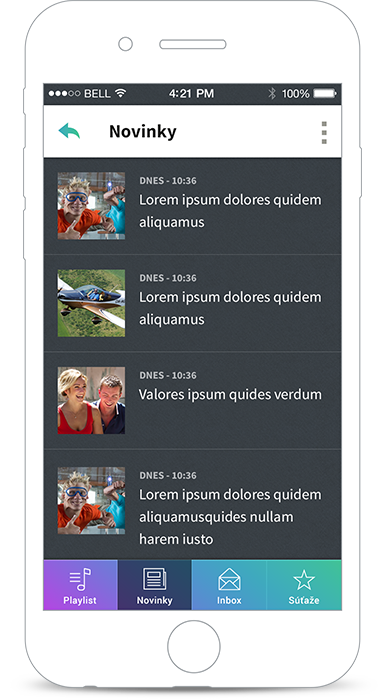 BELL 4:21 PM 100%
Novinky
DNES - 10:36
Lorem ipsum dolores quidem
aliquamus
DNES - 10:36
Lorem ipsum dolores quidem
aliquamus
DNES - 10:36
Valores ipsum quides verdum
DNES - 10:36
Lorem ipsum dolores quidem
aliquamusquides nullam
harem iusto
Playlist Novinky Inbox Súťaže